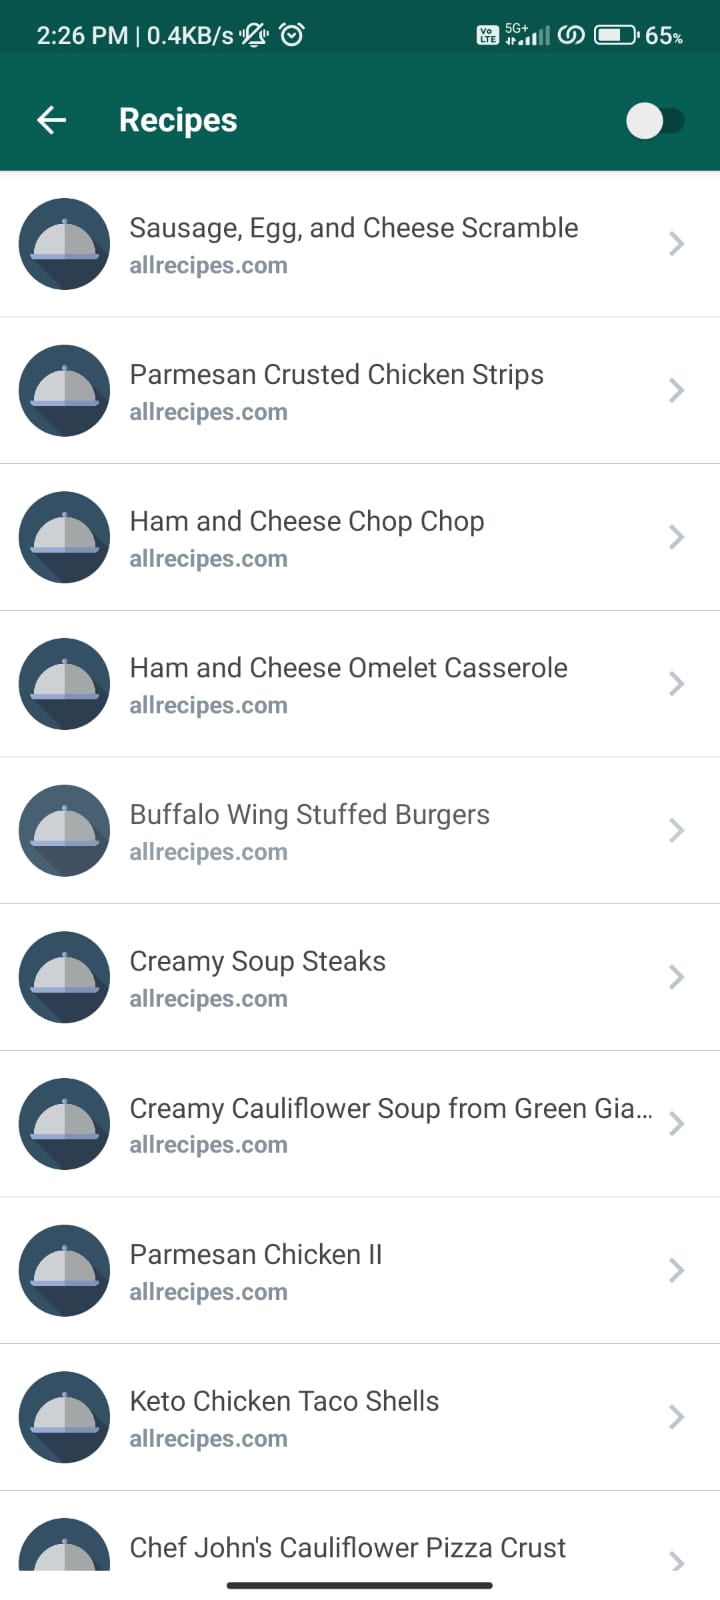 2:26 PM | 0.4KB/s Vo LTE 5G+ 65%
Recipes
Sausage, Egg, and Cheese Scramble
allrecipes.com
Parmesan Crusted Chicken Strips
allrecipes.com
Ham and Cheese Chop Chop
allrecipes.com
Ham and Cheese Omelet Casserole
allrecipes.com
Buffalo Wing Stuffed Burgers
allrecipes.com
Creamy Soup Steaks
allrecipes.com
Creamy Cauliflower Soup from Green Gia...
allrecipes.com
Parmesan Chicken II
allrecipes.com
Keto Chicken Taco Shells
allrecipes.com
Chef John's Cauliflower Pizza Crust